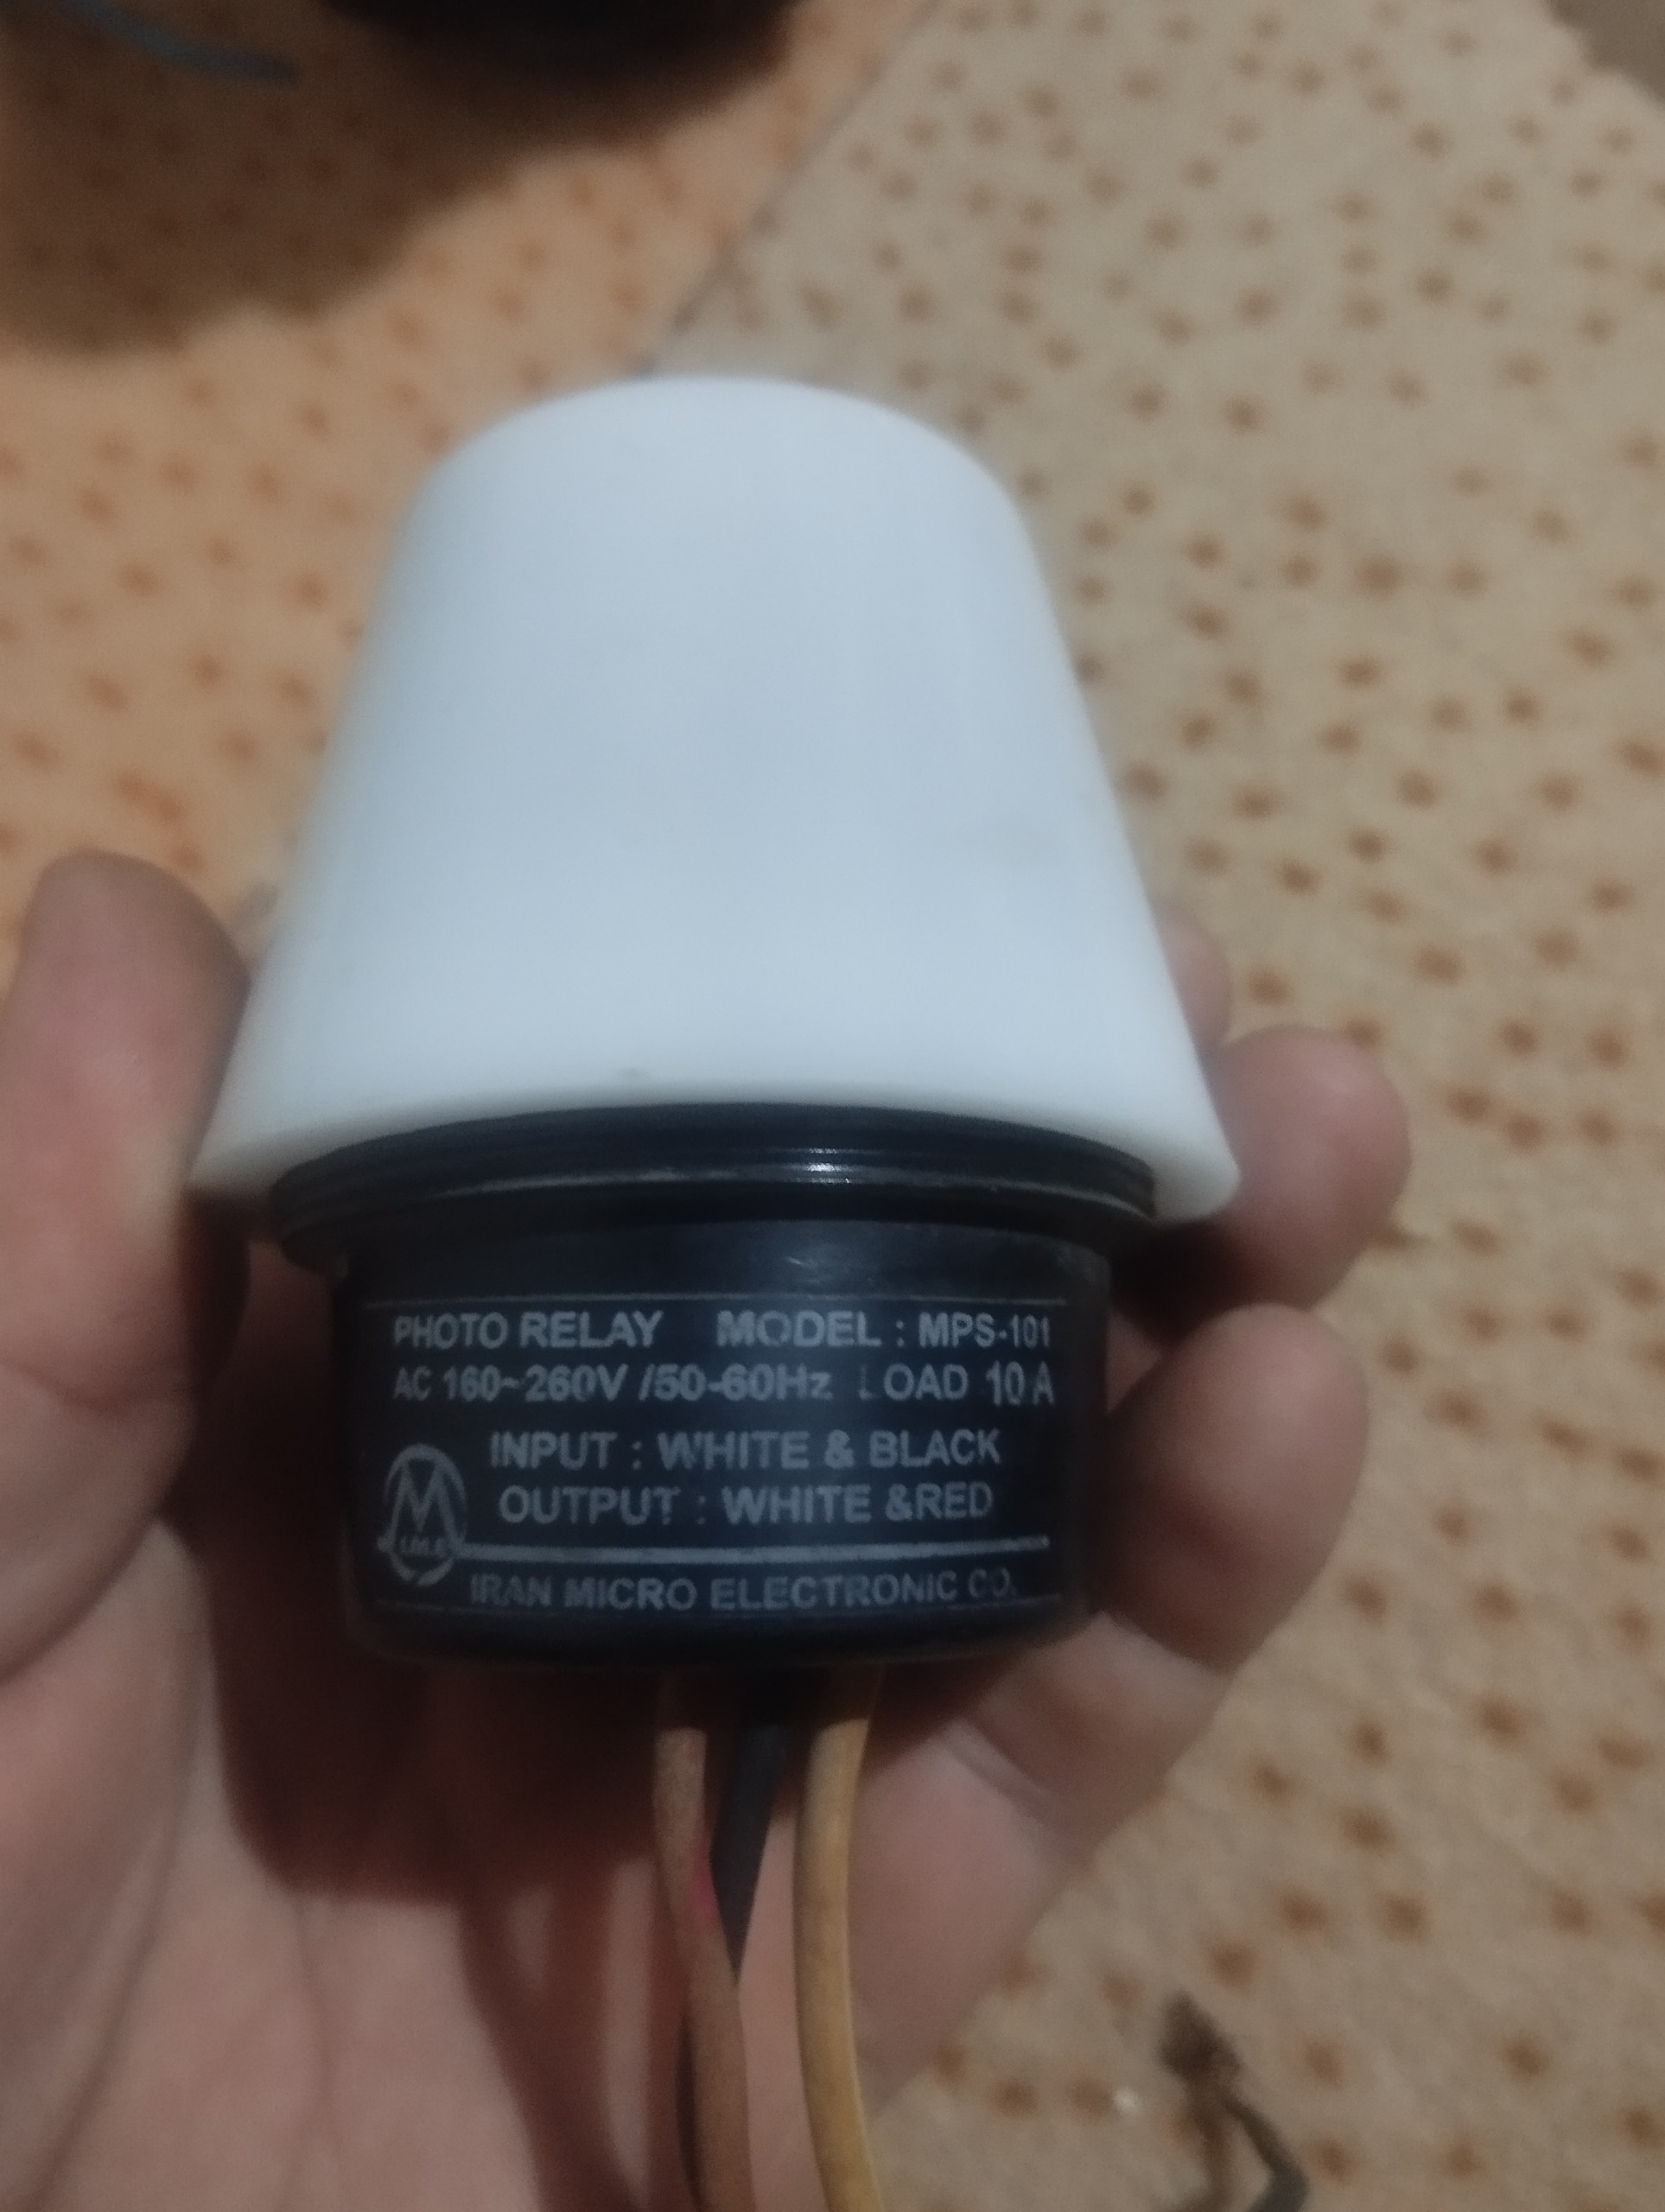 PHOTO RELAY MODEL : MPS-101
AC 160~260V /50-60Hz LOAD 10 A
INPUT : WHITE & BLACK
OUTPUT : WHITE &RED
M
I.M.E
IRAN MICRO ELECTRONIC CO.